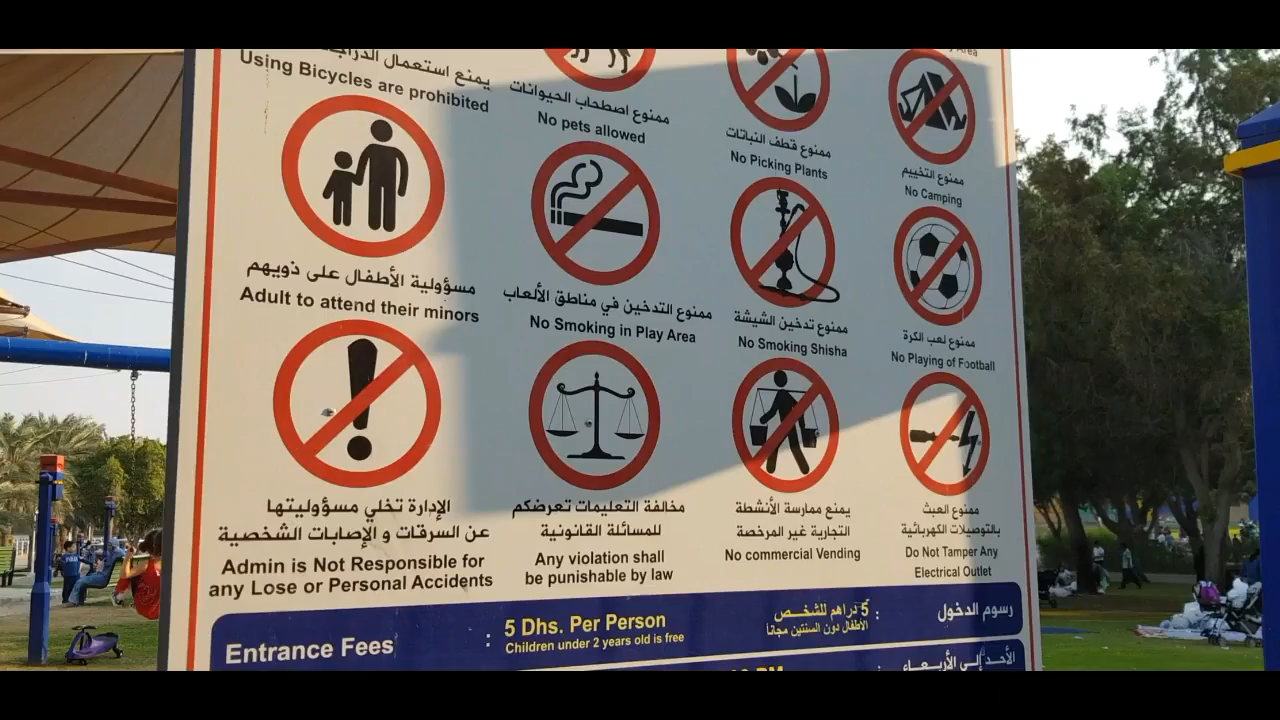 يمنع استعمال
Using Bicycles are prohibited
ممنوع اصطحاب الحيوانات
No pets allowed
ممنوع قطف النباتات
No Picking Plants
Area
ممنوع التخييم
No Camping
مسؤولية الأطفال على ذويهم
Adult to attend their minors
ممنوع التدخين في مناطق الألعاب
No Smoking in Play Area
ممنوع تدخين الشيشة
No Smoking Shisha
ممنوع لعب الكرة
No Playing of Football
الإدارة تخلي مسؤوليتها
عن السرقات و الإصابات الشخصية
Admin is Not Responsible for
any Lose or Personal Accidents
مخالفة التعليمات تعرضكم
للمسائلة القانونية
Any violation shall
be punishable by law
يمنع ممارسة الأنشطة
التجارية غير المرخصة
No commercial Vending
ممنوع العبث
بالتوصيلات الكهربائية
Do Not Tamper Any
Electrical Outlet
Entrance Fees
: 5 Dhs. Per Person
Children under 2 years old is free
5 دراهم للشخـــص
الأطفال دون السنتين مجاناً
: رسوم الدخول
الأحد إلى الأربعـاء :
PM